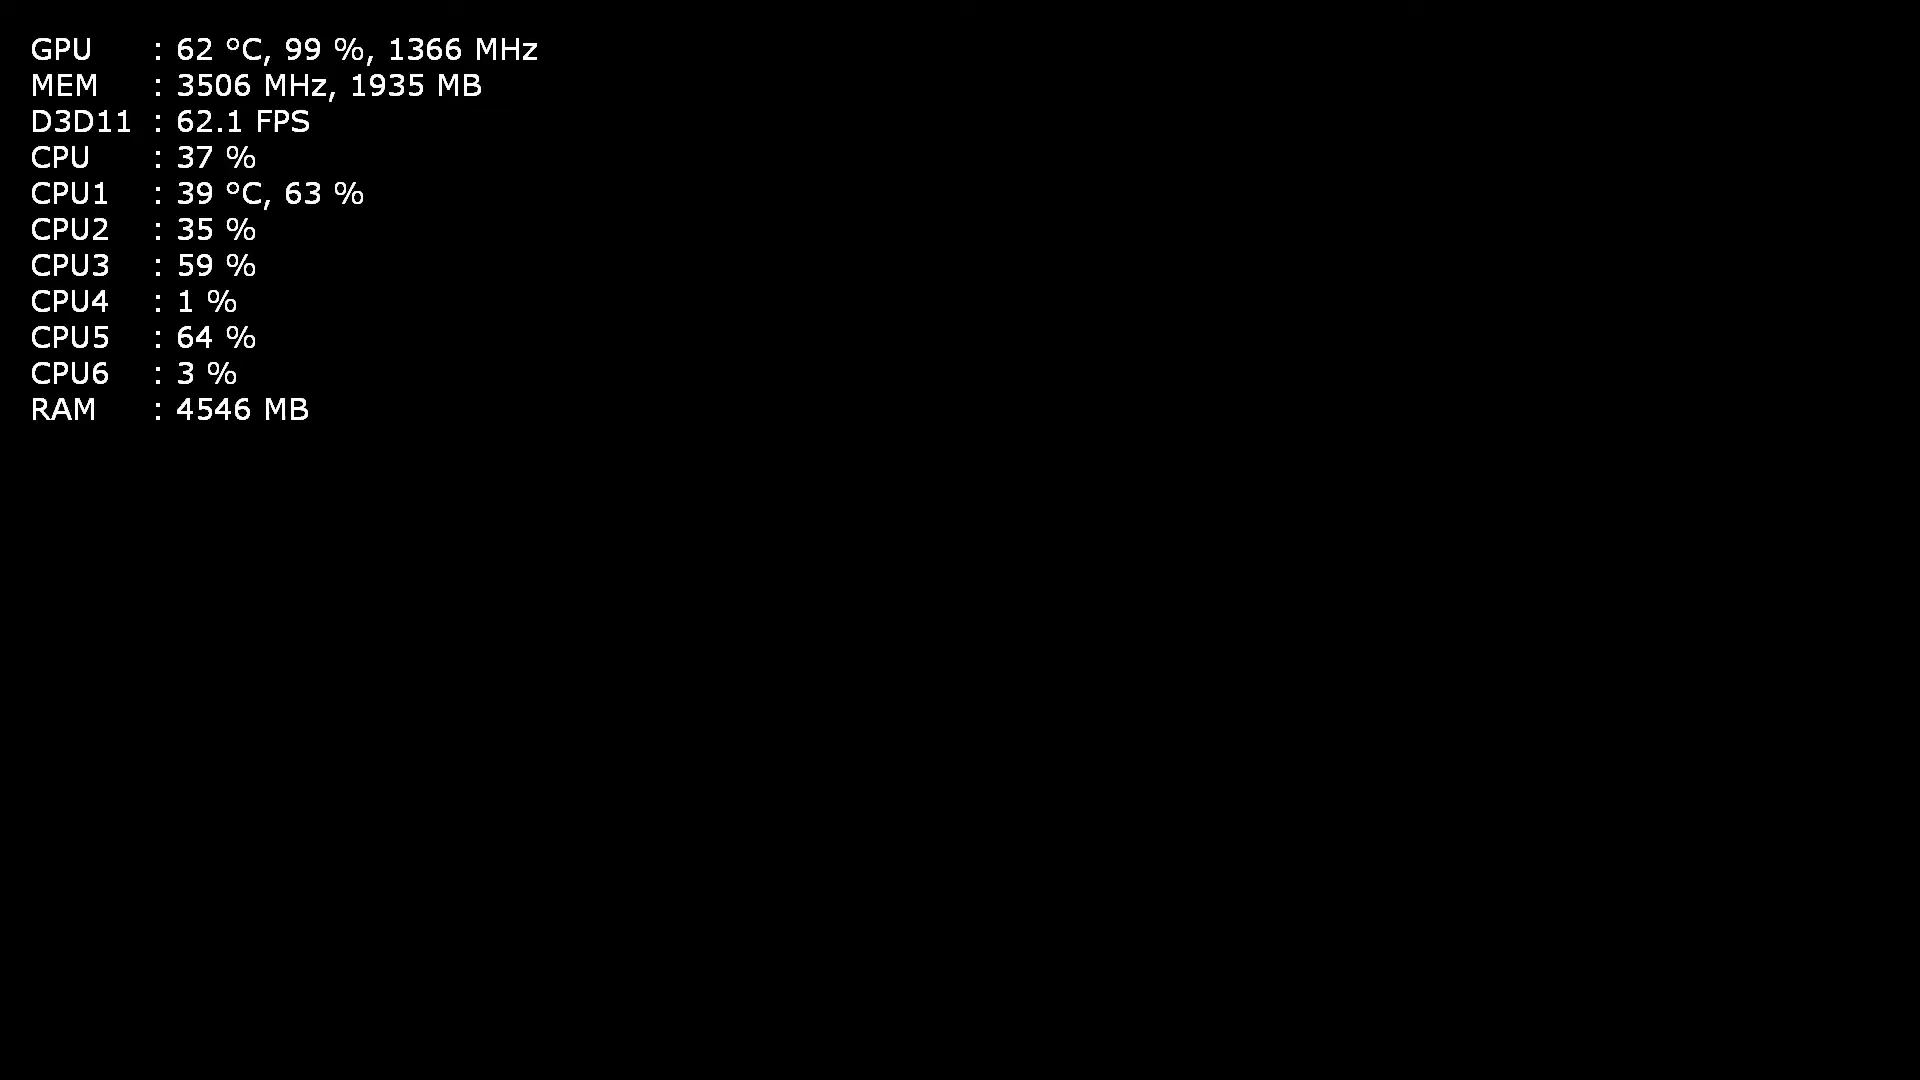 GPU : 62 °C, 99 %, 1366 MHz
MEM : 3506 MHz, 1935 MB
D3D11 : 62.1 FPS
CPU : 37 %
CPU1 : 39 °C, 63 %
CPU2 : 35 %
CPU3 : 59 %
CPU4 : 1 %
CPU5 : 64 %
CPU6 : 3 %
RAM : 4546 MB